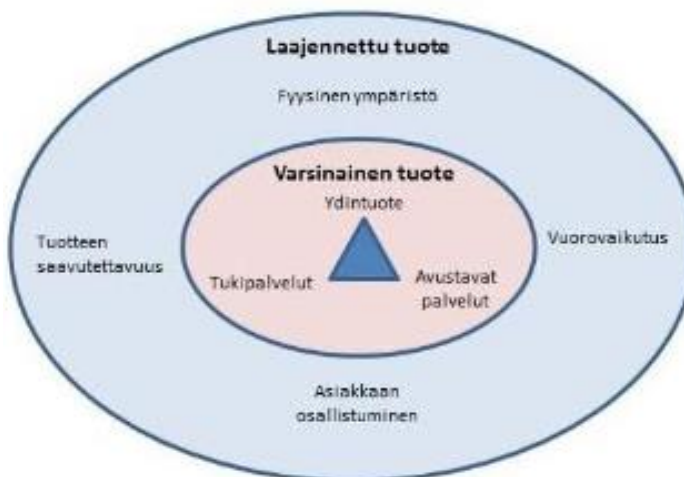 Laajennettu tuote
Fyysinen ympäristö
Varsinainen tuote
Ydintuote
Tuotteen
saavutettavuus
Vuorovaikutus
Tukipalvelut
Avustavat
palvelut
Asiakkaan
osallistuminen